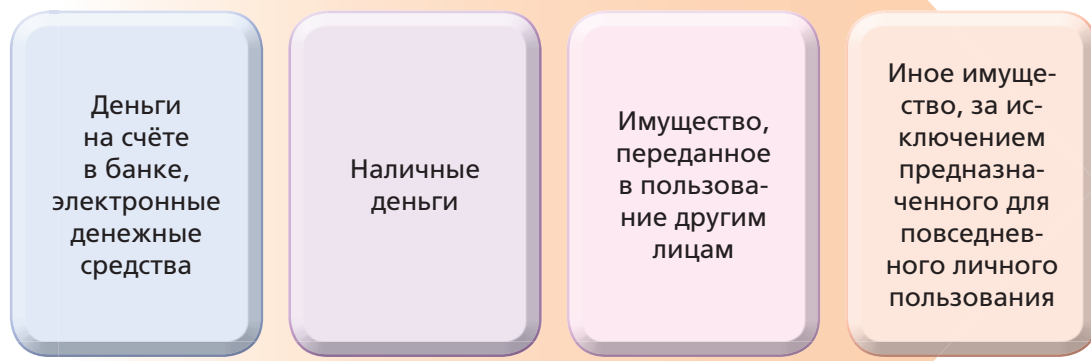 Деньги
на счёте
в банке,
электронные
денежные
средства
Наличные
деньги
Имущество,
переданное
в пользова-
ние другим
лицам
Иное имуще-
ство, за ис-
ключением
предназна-
ченного для
повседнев-
ного личного
пользования